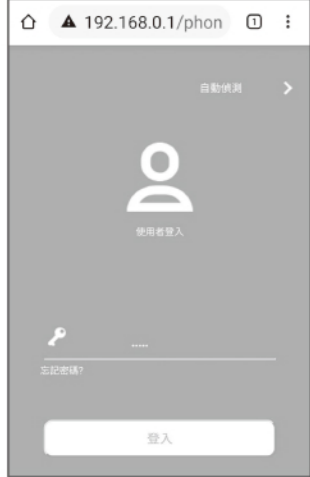 192.168.0.1/phon
1
自動偵測
使用者登入
.....
忘記密碼?
登入